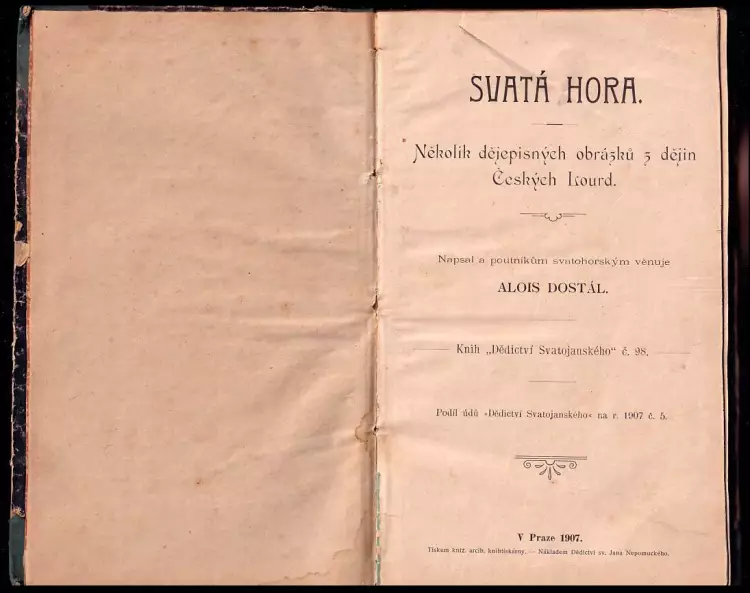 SVATÁ HORA.
Několik dějepisných obrázků z dějin
Českých Lourd.
Napsal a poutníkům svatohorským věnuje
ALOIS DOSTÁL.
Knih „Dědictví Svatojanského“ č. 98.
Podíl údů »Dědictví Svatojanského« na r. 1907 č. 5.
V Praze 1907.
Tiskem kníž. arcib. knihtiskárny. — Nákladem Dědictví sv. Jana Nepomuckého.